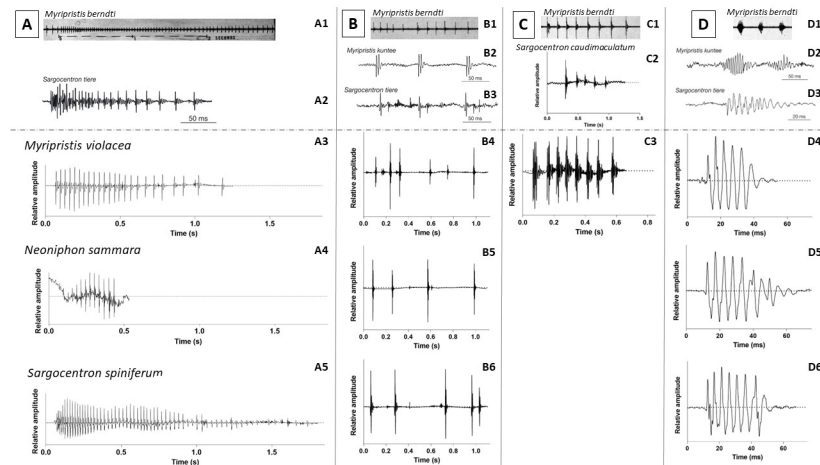 A
Myripristis berndti
A1
Sargocentron tiere
A2
50 ms
Myripristis violacea
A3
Relative amplitude
0.0
0.5
1.0
1.5
Time (s)
Neoniphon sammara
A4
Relative amplitude
0.0
0.5
1.0
1.5
Time (s)
Sargocentron spiniferum
A5
Relative amplitude
0.0
0.5
1.0
1.5
Time (s)
B
Myripristis berndti
B1
Myripristis kuntee
B2
50 ms
Sargocentron tiere
B3
50 ms
B4
Relative amplitude
0.0 0.2 0.4 0.6 0.8 1.0
Time (s)
B5
Relative amplitude
0.0 0.2 0.4 0.6 0.8 1.0
Time (s)
B6
Relative amplitude
0.0 0.2 0.4 0.6 0.8 1.0
Time (s)
C
Myripristis berndti
C1
Sargocentron caudimaculatum
C2
Relative amplitude
0.0 0.5 1.0 1.5
Time (s)
C3
Relative amplitude
0.0 0.2 0.4 0.6 0.8
Time (s)
D
Myripristis berndti
D1
Myripristis kuntee
D2
50 ms
Sargocentron tiere
D3
20 ms
D4
Relative amplitude
0 20 40 60
Time (ms)
D5
Relative amplitude
0 20 40 60
Time (ms)
D6
Relative amplitude
0 20 40 60
Time (ms)